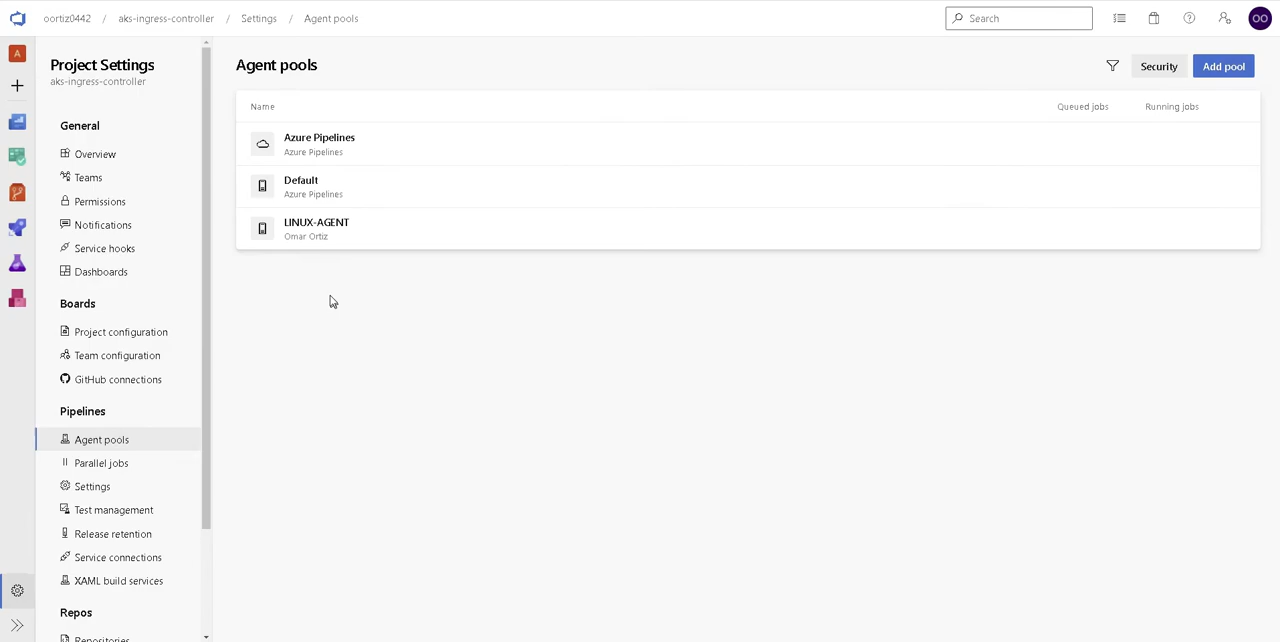 oortiz0442 / aks-ingress-controller / Settings / Agent pools
Search
OO
A
Project Settings
aks-ingress-controller
General
Overview
Teams
Permissions
Notifications
Service hooks
Dashboards
Boards
Project configuration
Team configuration
GitHub connections
Pipelines
Agent pools
Parallel jobs
Settings
Test management
Release retention
Service connections
XAML build services
Repos
Repositories
Agent pools
Security
Add pool
Name Queued jobs Running jobs
Azure Pipelines
Azure Pipelines
Default
Azure Pipelines
LINUX-AGENT
Omar Ortiz